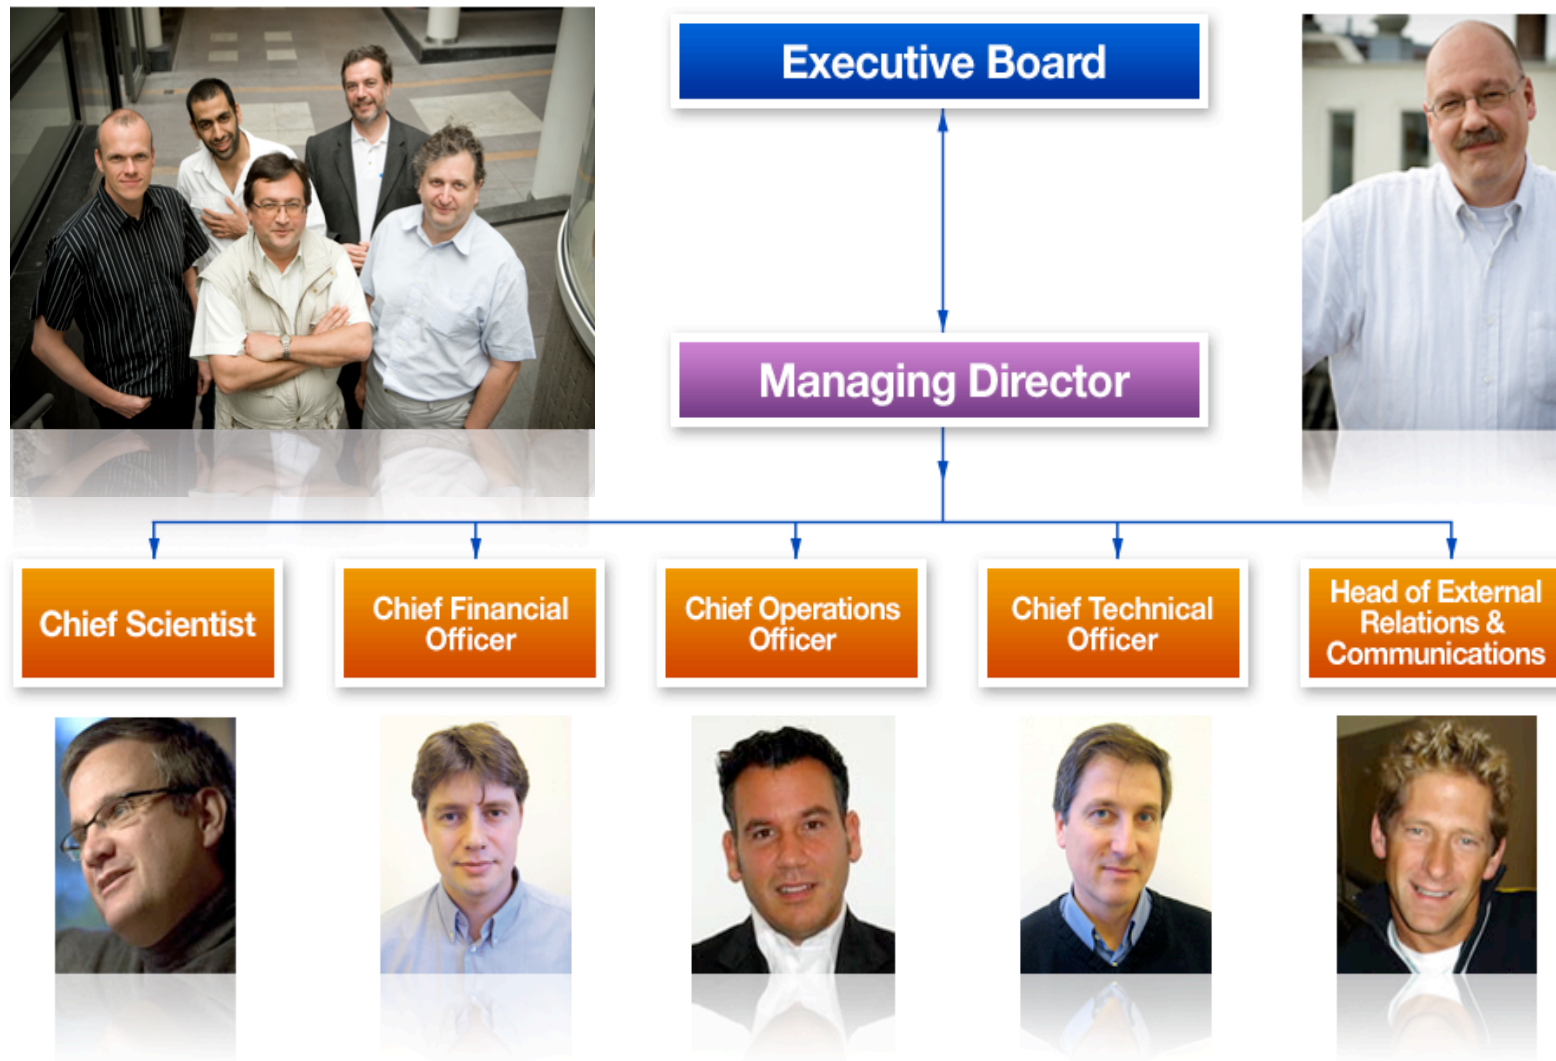 Executive Board
Managing Director
Chief Scientist
Chief Financial
Officer
Chief Operations
Officer
Chief Technical
Officer
Head of External
Relations &
Communications